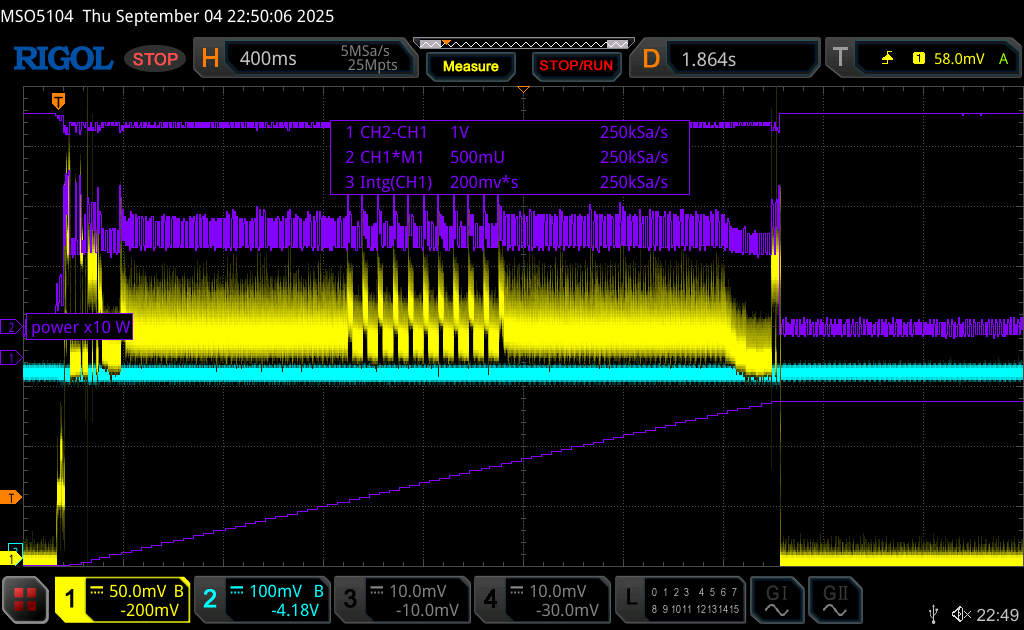 MSO5104 Thu September 04 22:50:06 2025
RIGOL STOP H 400ms 5MSa/s 25Mpts Measure STOP/RUN D 1.864s T 1 58.0mV A
T
1 CH2-CH1 1V 250kSa/s
2 CH1*M1 500mU 250kSa/s
3 Intg(CH1) 200mv*s 250kSa/s
2 power x10 W
1
T
1
1 50.0mV B -200mV 2 100mV B -4.18V 3 10.0mV -10.0mV 4 10.0mV -30.0mV L 0 1 2 3 4 5 6 7 8 9 10 11 12 13 14 15 GI GII
22:49